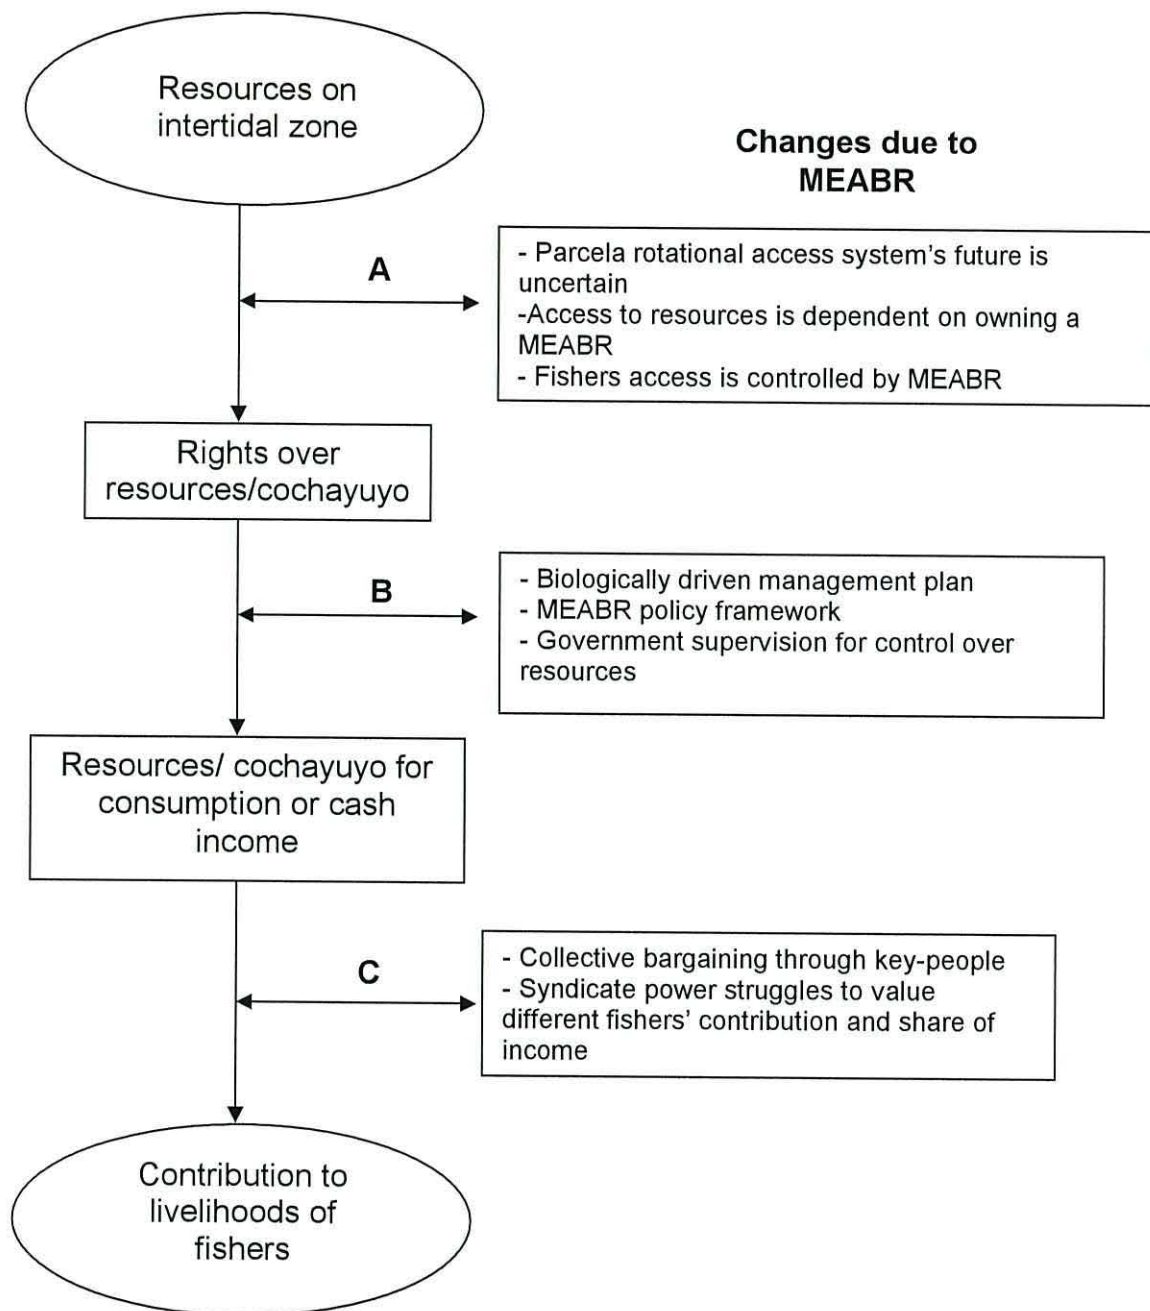 Resources on
intertidal zone
Changes due to
MEABR
A
- Parcela rotational access system's future is
uncertain
-Access to resources is dependent on owning a
MEABR
- Fishers access is controlled by MEABR
Rights over
resources/cochayuyo
B
- Biologically driven management plan
- MEABR policy framework
- Government supervision for control over
resources
Resources/ cochayuyo for
consumption or cash
income
C
- Collective bargaining through key-people
- Syndicate power struggles to value
different fishers' contribution and share of
income
Contribution to
livelihoods of
fishers